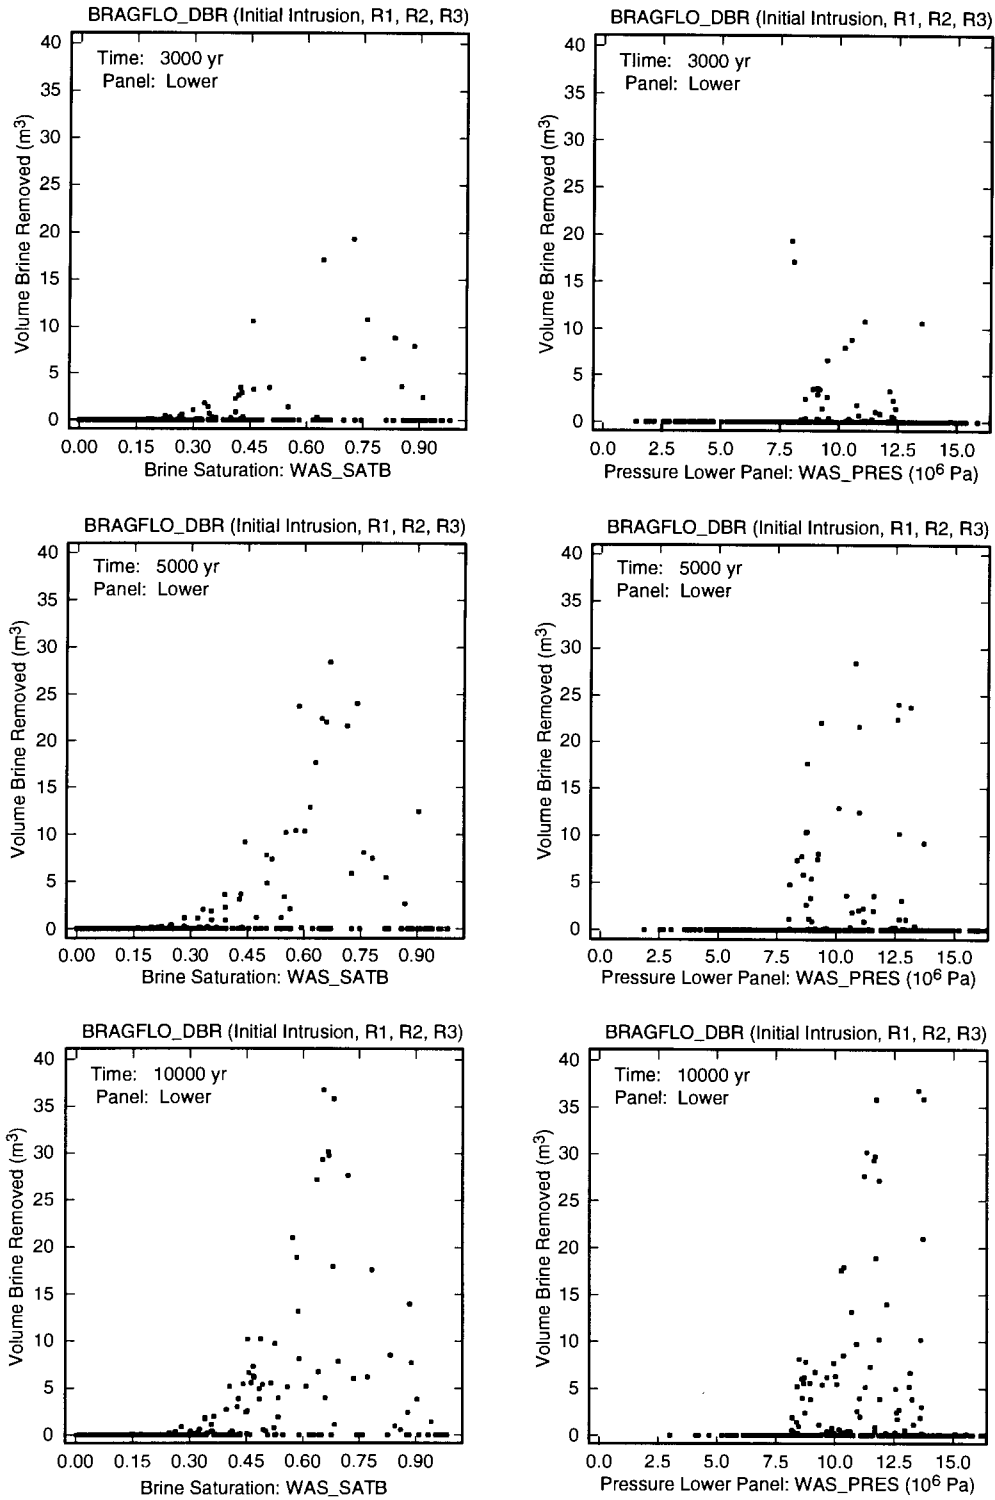 BRAGFLO_DBR (Initial Intrusion, R1, R2, R3)
Time: 3000 yr
Panel: Lower
Volume Brine Removed (m³)
40
35
30
25
20
15
10
5
0
0.00 0.15 0.30 0.45 0.60 0.75 0.90
Brine Saturation: WAS_SATB
BRAGFLO_DBR (Initial Intrusion, R1, R2, R3)
TIime: 3000 yr
Panel: Lower
Volume Brine Removed (m³)
40
35
30
25
20
15
10
5
0
0.0 2.5 5.0 7.5 10.0 12.5 15.0
Pressure Lower Panel: WAS_PRES (10⁶ Pa)
BRAGFLO_DBR (Initial Intrusion, R1, R2, R3)
Time: 5000 yr
Panel: Lower
Volume Brine Removed (m³)
40
35
30
25
20
15
10
5
0
0.00 0.15 0.30 0.45 0.60 0.75 0.90
Brine Saturation: WAS_SATB
BRAGFLO_DBR (Initial Intrusion, R1, R2, R3)
Time: 5000 yr
Panel: Lower
Volume Brine Removed (m³)
40
35
30
25
20
15
10
5
0
0.0 2.5 5.0 7.5 10.0 12.5 15.0
Pressure Lower Panel: WAS_PRES (10⁶ Pa)
BRAGFLO_DBR (Initial Intrusion, R1, R2, R3)
Time: 10000 yr
Panel: Lower
Volume Brine Removed (m³)
40
35
30
25
20
15
10
5
0
0.00 0.15 0.30 0.45 0.60 0.75 0.90
Brine Saturation: WAS_SATB
BRAGFLO_DBR (Initial Intrusion, R1, R2, R3)
Time: 10000 yr
Panel: Lower
Volume Brine Removed (m³)
40
35
30
25
20
15
10
5
0
0.0 2.5 5.0 7.5 10.0 12.5 15.0
Pressure Lower Panel: WAS_PRES (10⁶ Pa)